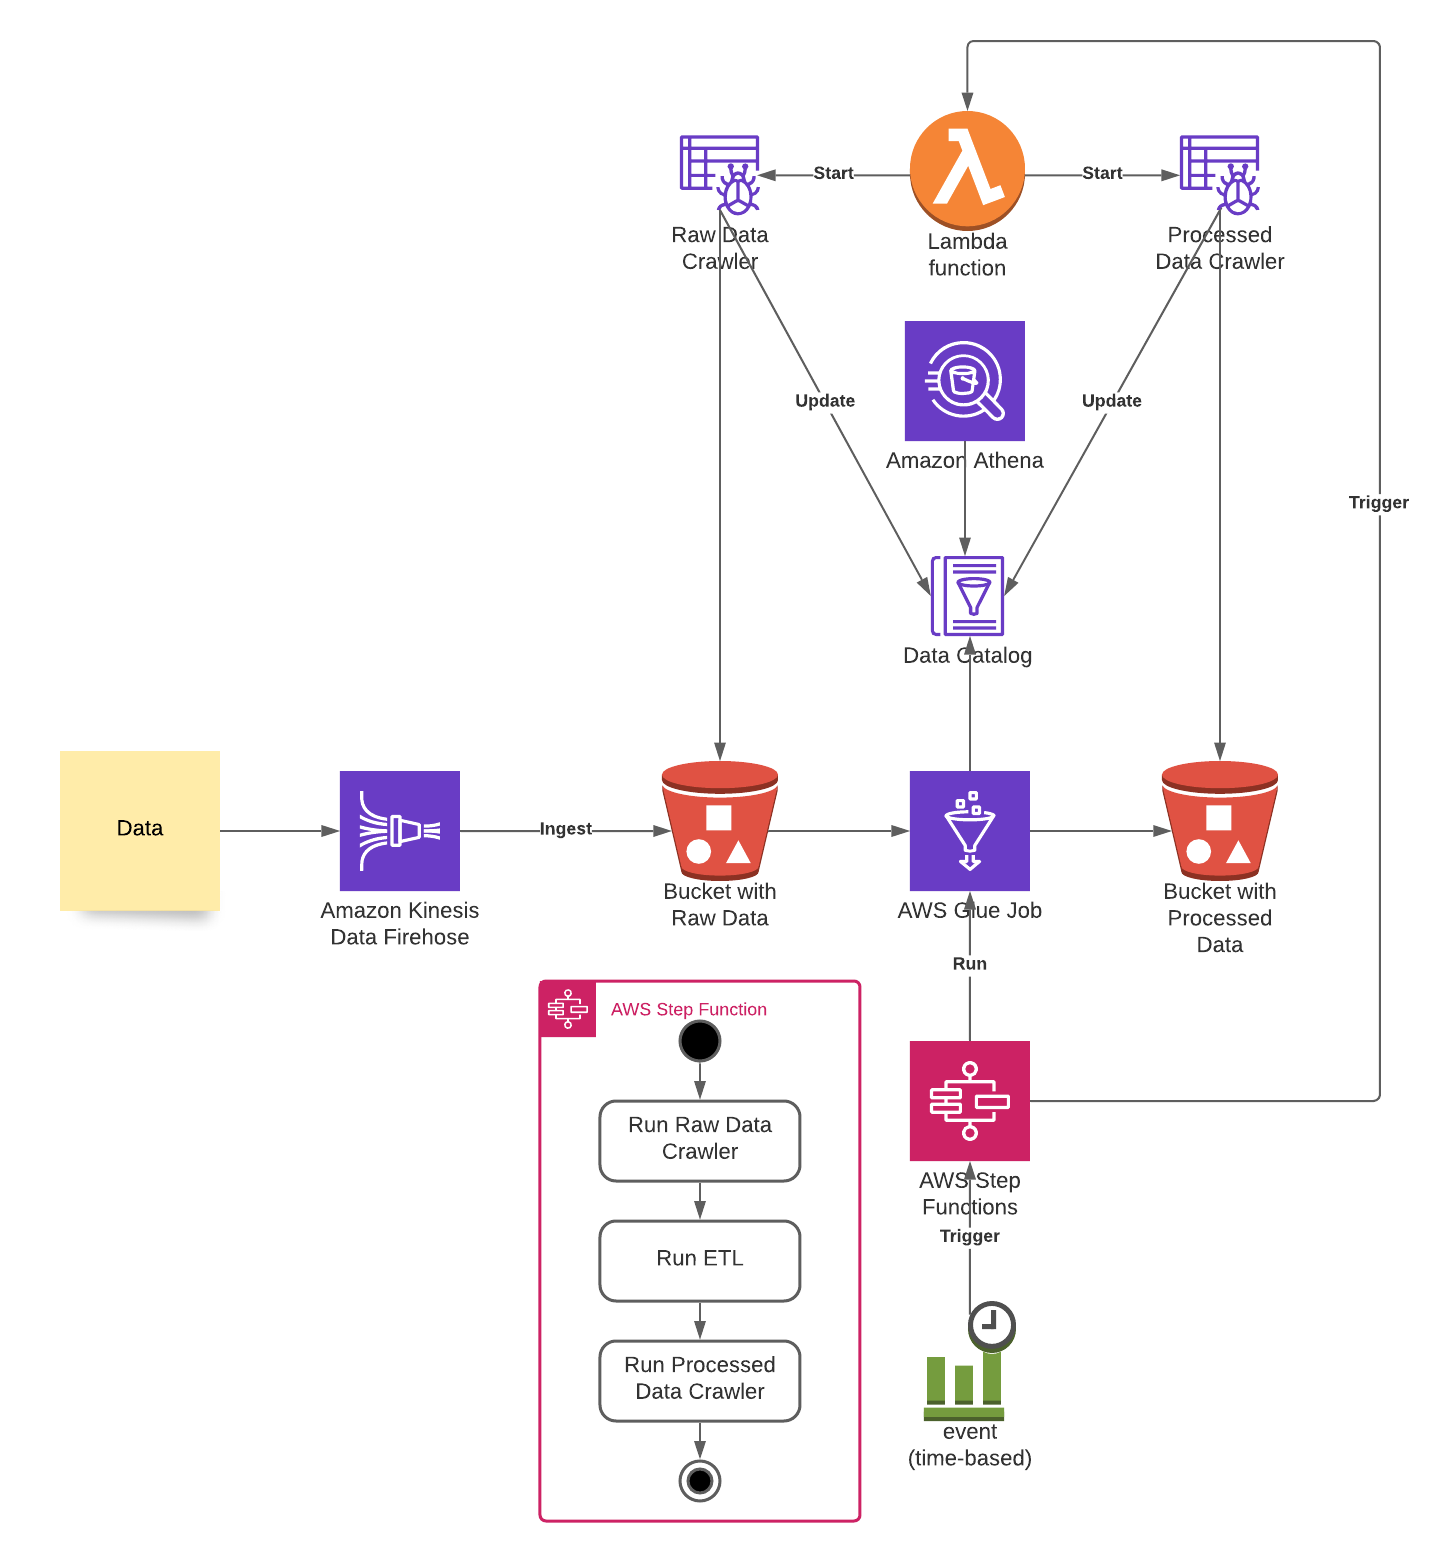 Start
Start
Raw Data
Crawler
Lambda
function
Processed
Data Crawler
Update
Update
Amazon Athena
Trigger
Data Catalog
Data
Ingest
Amazon Kinesis
Data Firehose
Bucket with
Raw Data
AWS Glue Job
Bucket with
Processed
Data
Run
AWS Step Function
Run Raw Data
Crawler
Run ETL
Run Processed
Data Crawler
AWS Step
Functions
Trigger
event
(time-based)